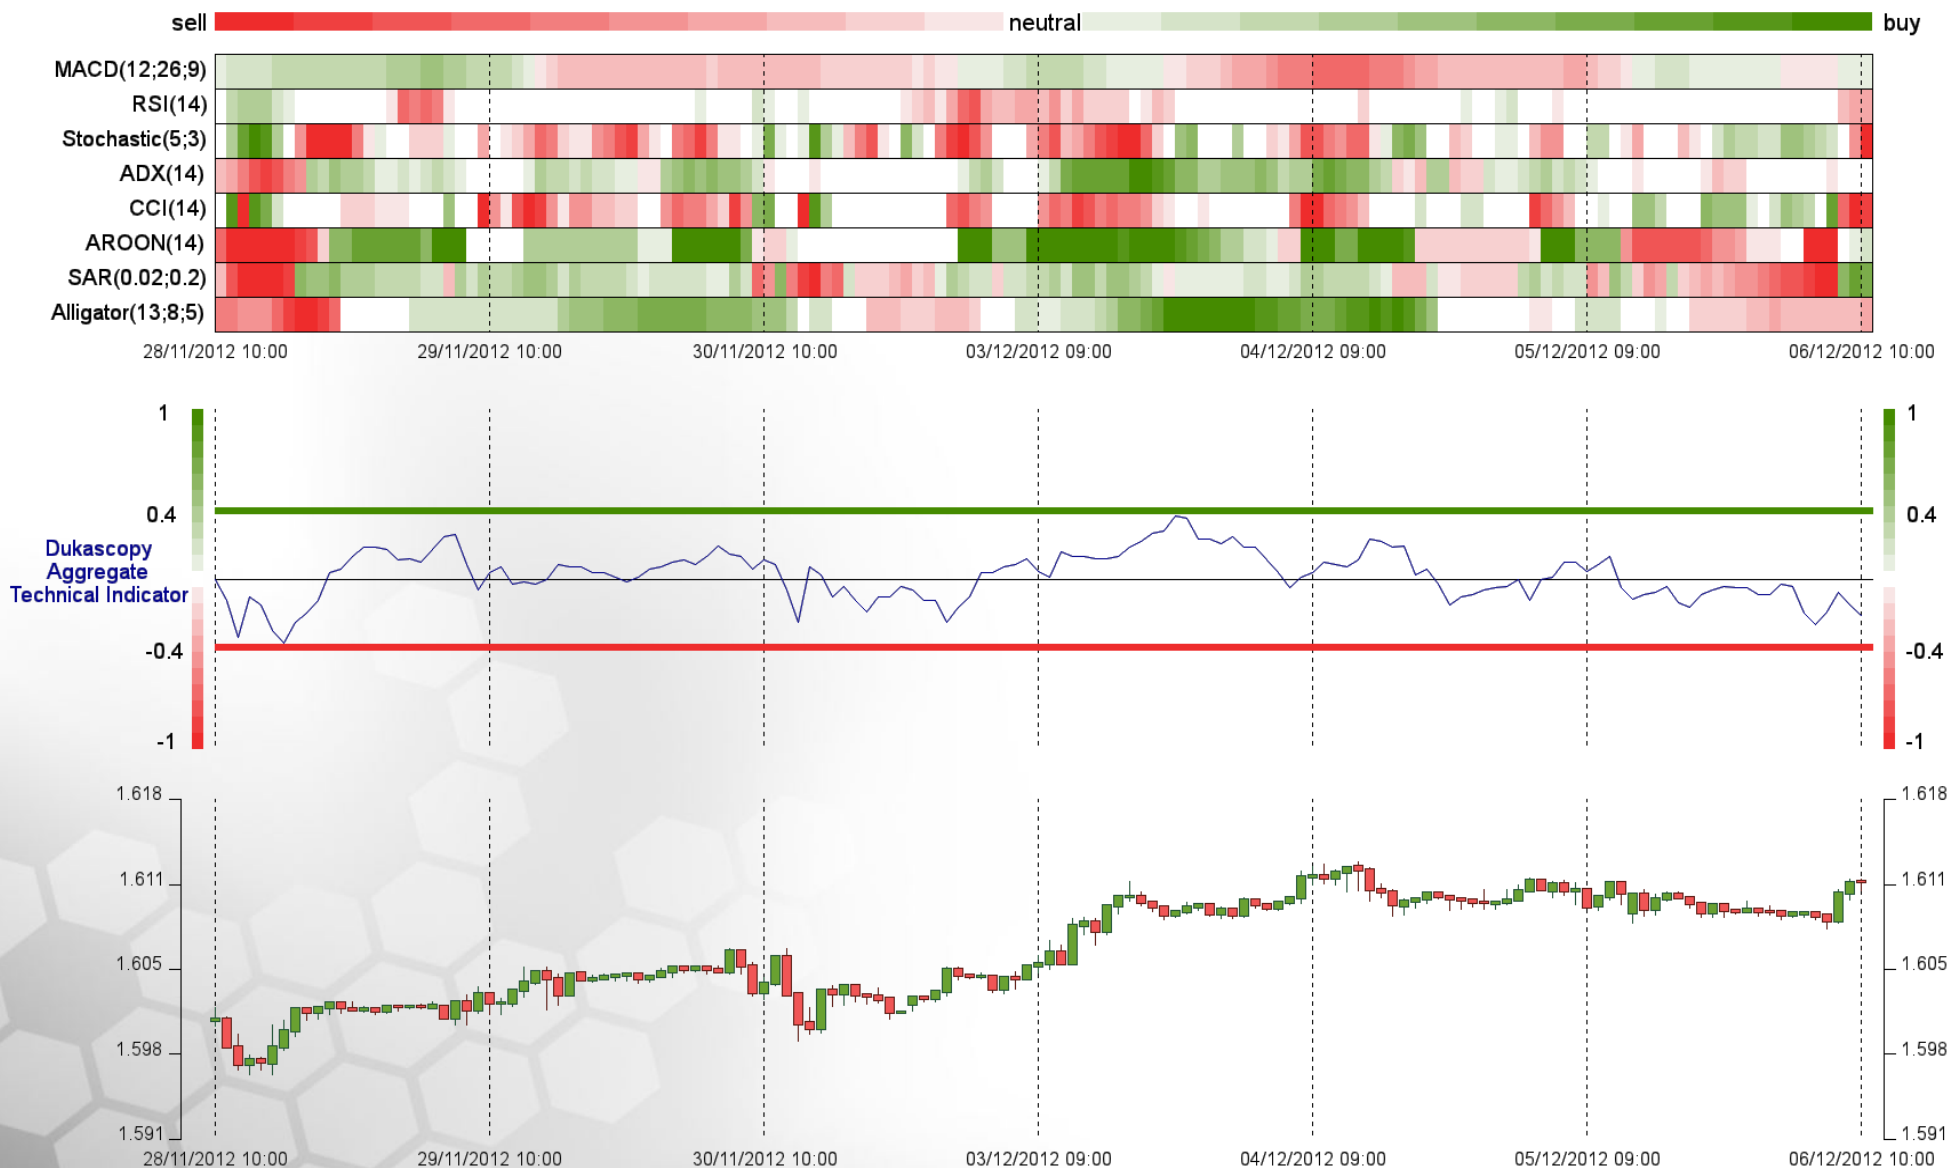 sell neutral buy
MACD(12;26;9)
RSI(14)
Stochastic(5;3)
ADX(14)
CCI(14)
AROON(14)
SAR(0.02;0.2)
Alligator(13;8;5)
28/11/2012 10:00 29/11/2012 10:00 30/11/2012 10:00 03/12/2012 09:00 04/12/2012 09:00 05/12/2012 09:00 06/12/2012 10:00
1 1
0.4 0.4
Dukascopy
Aggregate
Technical Indicator
-0.4 -0.4
-1 -1
1.618 1.618
1.611 1.611
1.605 1.605
1.598 1.598
1.591 1.591
28/11/2012 10:00 29/11/2012 10:00 30/11/2012 10:00 03/12/2012 09:00 04/12/2012 09:00 05/12/2012 09:00 06/12/2012 10:00